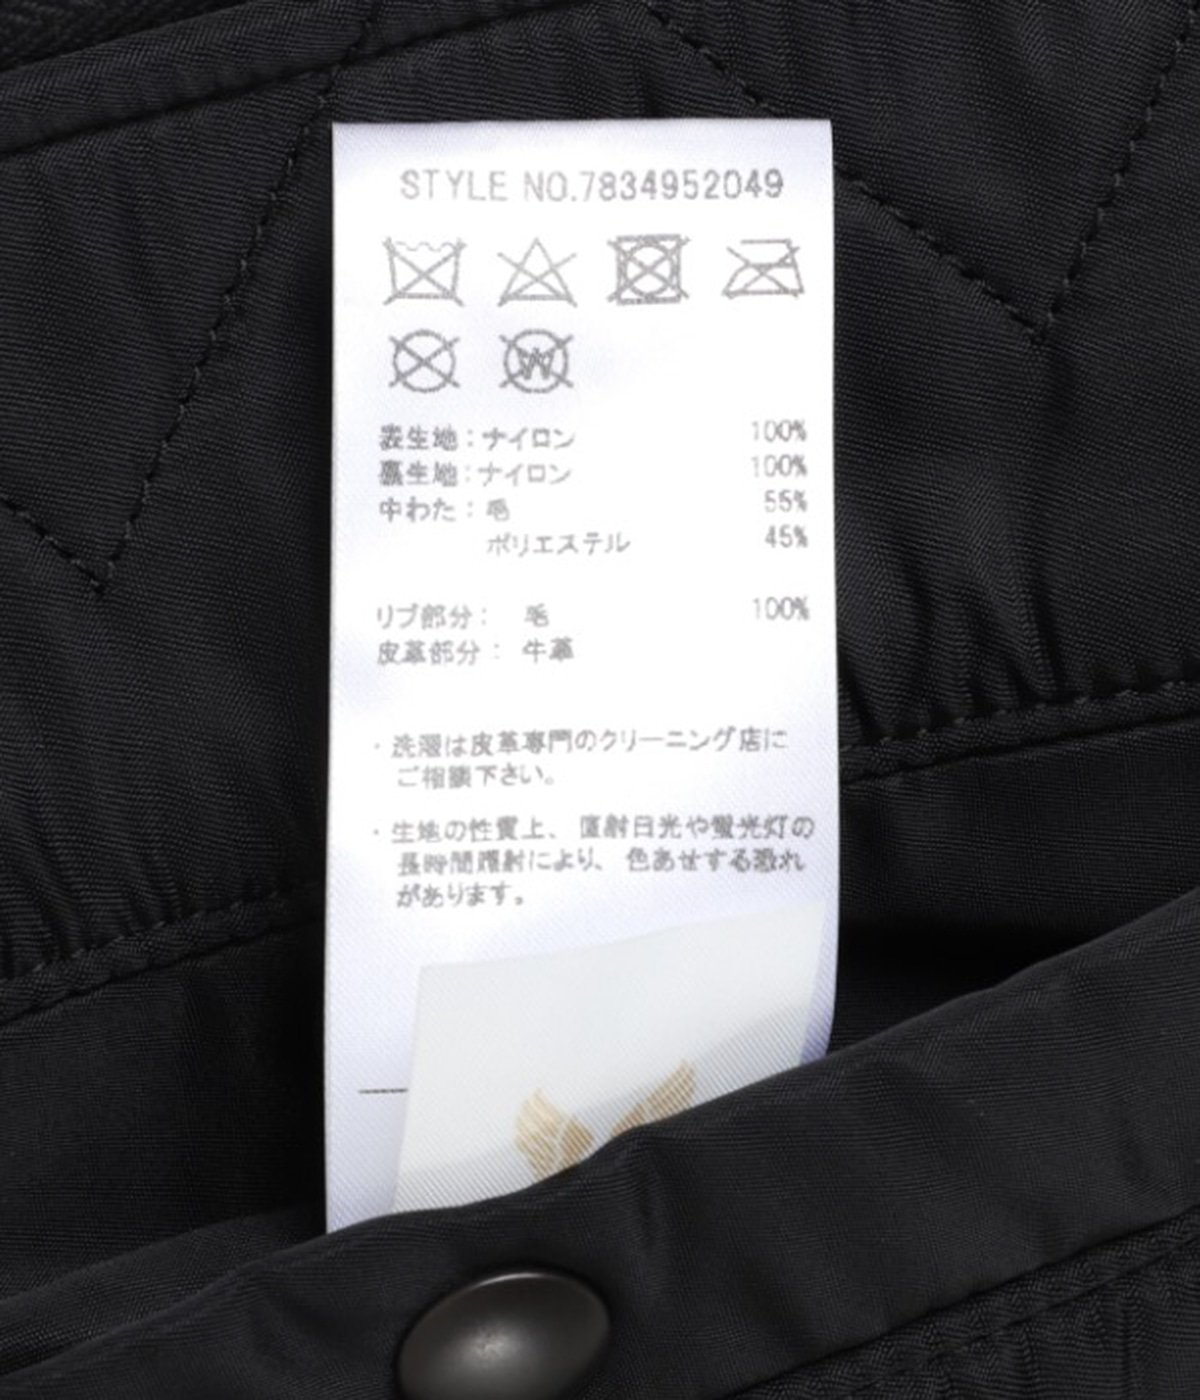 STYLE NO.7834952049
W
表生地：ナイロン 100%
裏生地：ナイロン 100%
中わた：毛 55%
ポリエステル 45%
リブ部分： 毛 100%
皮革部分： 牛革
・洗濯は皮革専門のクリーニング店に
ご相談下さい。
・生地の性質上、直射日光や蛍光灯の
長時間照射により、色あせする恐れ
があります。